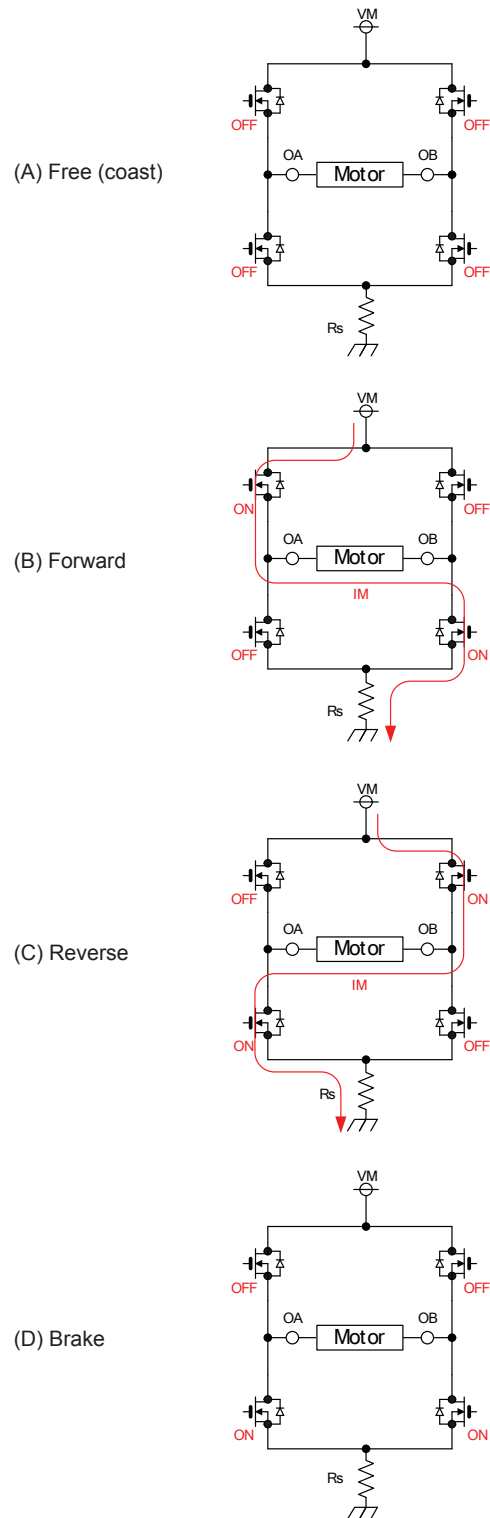 VM
OFF OFF
(A) Free (coast)
OA Motor OB
OFF OFF
Rs
VM
ON OFF
(B) Forward
OA Motor OB
IM
OFF ON
Rs
VM
OFF ON
(C) Reverse
OA Motor OB
IM
ON OFF
Rs
VM
OFF OFF
(D) Brake
OA Motor OB
ON ON
Rs